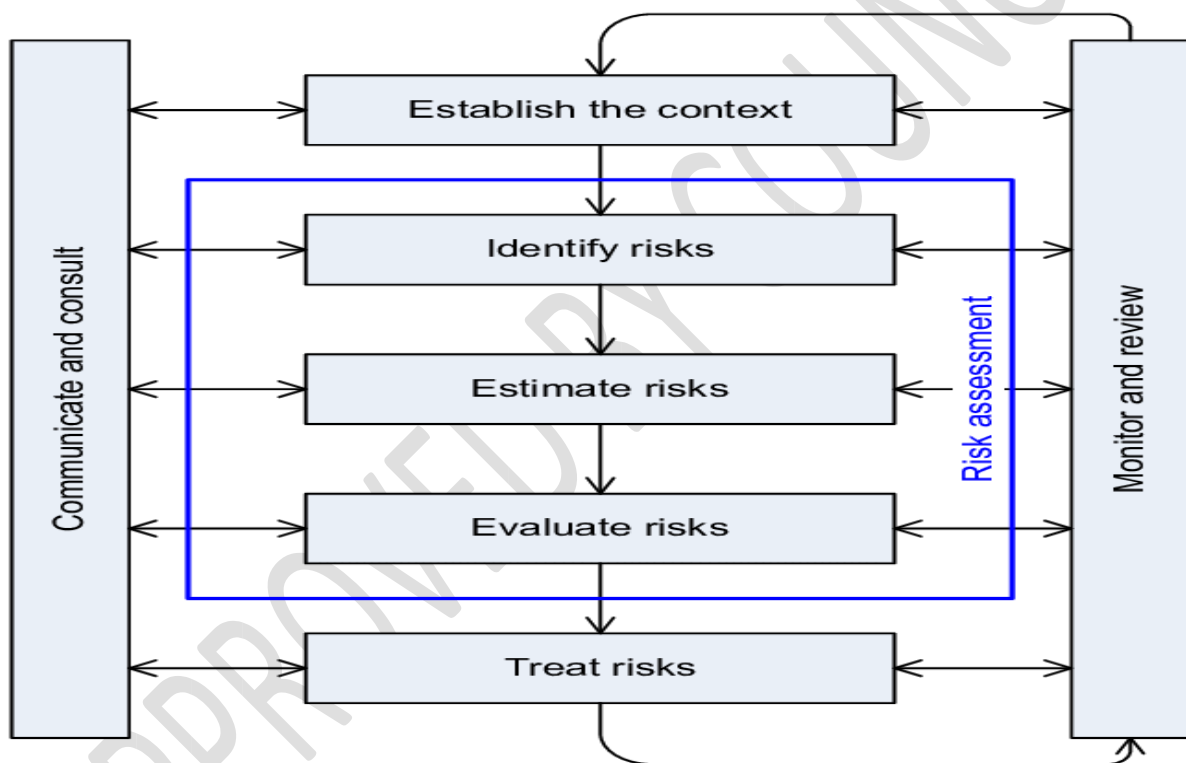 Establish the context
Identify risks
Estimate risks
Evaluate risks
Treat risks
Communicate and consult
Risk assessment
Monitor and review